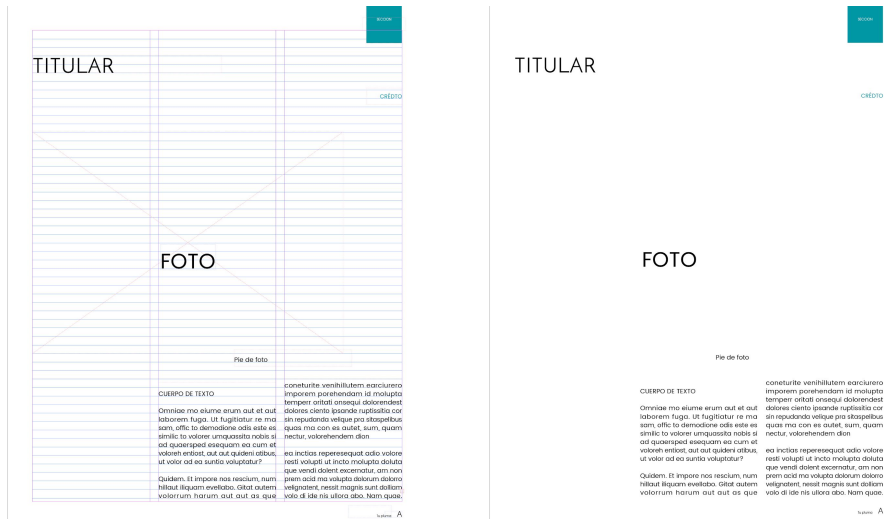 SECCIÓN
TITULAR
CRÉDTO
FOTO
Pie de foto
CUERPO DE TEXTO
Omniae mo eiume erum aut et aut
laborem fuga. Ut fugitiatur re ma
sam, offic to demodione odis este es
similic to volorer umquassita nobis si
ad quaersped esequam ea cum et
voloreh entiost, aut aut quideni atibus,
ut volor ad ea suntia voluptatur?
Quidem. Et impore nos rescium, num
hillaut iliquam evellabo. Gitat autem
volorrum harum aut aut as que
coneturite venihillutem earciurero
imporem porehendam id molupta
temperr oritati onsequi dolorendest
dolores ciento ipsande ruptissitia cor
sin repudanda velique pra sitaspelibus
quas ma con es autet, sum, quam
nectur, volorehendem dion
ea inctias reperesequat adio volore
resti volupti ut incto molupta doluta
que vendi dolent excernatur, am non
prem acid ma volupta dolorum dolorro
velignatent, nessit magnis sunt dolliam
volo di ide nis ullora abo. Nam quae.
Tu pluma A
SECCIÓN
TITULAR
CRÉDTO
FOTO
Pie de foto
CUERPO DE TEXTO
Omniae mo eiume erum aut et aut
laborem fuga. Ut fugitiatur re ma
sam, offic to demodione odis este es
similic to volorer umquassita nobis si
ad quaersped esequam ea cum et
voloreh entiost, aut aut quideni atibus,
ut volor ad ea suntia voluptatur?
Quidem. Et impore nos rescium, num
hillaut iliquam evellabo. Gitat autem
volorrum harum aut aut as que
coneturite venihillutem earciurero
imporem porehendam id molupta
temperr oritati onsequi dolorendest
dolores ciento ipsande ruptissitia cor
sin repudanda velique pra sitaspelibus
quas ma con es autet, sum, quam
nectur, volorehendem dion
ea inctias reperesequat adio volore
resti volupti ut incto molupta doluta
que vendi dolent excernatur, am non
prem acid ma volupta dolorum dolorro
velignatent, nessit magnis sunt dolliam
volo di ide nis ullora abo. Nam quae.
Tu pluma A